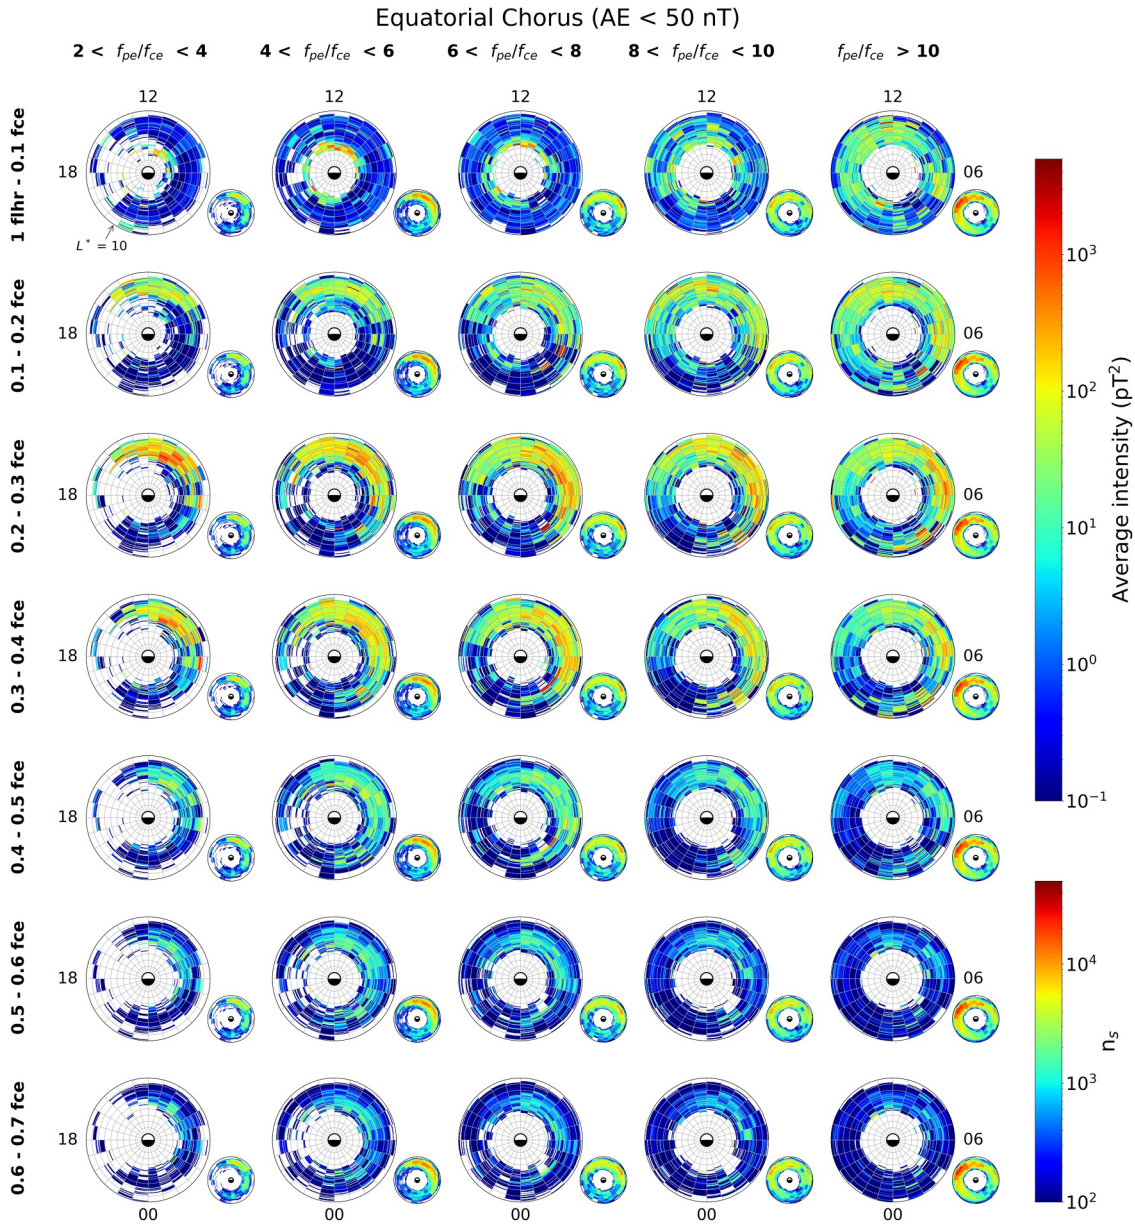 Equatorial Chorus (AE < 50 nT)
2 < fpe/fce < 4
4 < fpe/fce < 6
6 < fpe/fce < 8
8 < fpe/fce < 10
fpe/fce > 10
12
12
12
12
12
1 flhr - 0.1 fce
18
06
L* = 10
0.1 - 0.2 fce
18
06
0.2 - 0.3 fce
18
06
0.3 - 0.4 fce
18
06
0.4 - 0.5 fce
18
06
0.5 - 0.6 fce
18
06
0.6 - 0.7 fce
18
06
00
00
00
00
00
10³
10²
10¹
10⁰
10⁻¹
Average intensity (pT²)
10⁴
10³
10²
nₛ